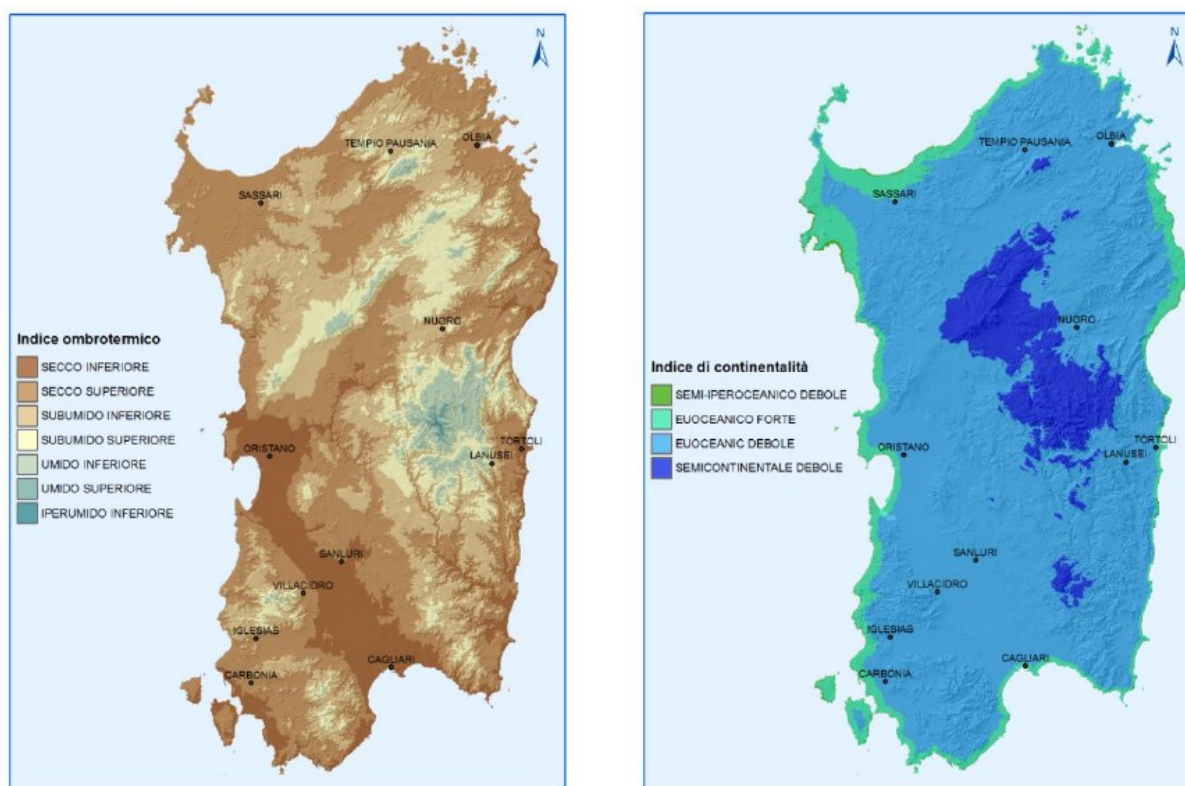 N
TEMPIO PAUSANIA
OLBIA
SASSARI
NUORO
Indice ombrotermico
SECCO INFERIORE
SECCO SUPERIORE
SUBUMIDO INFERIORE
SUBUMIDO SUPERIORE
UMIDO INFERIORE
UMIDO SUPERIORE
IPERUMIDO INFERIORE
ORISTANO
TORTOLI
LANUSEI
SANLURI
VILLACIDRO
IGLESIAS
CAGLIARI
CARBONIA
N
TEMPIO PAUSANIA
OLBIA
SASSARI
NUORO
Indice di continentalità
SEMI-IPEROCEANICO DEBOLE
EUOCEANICO FORTE
EUOCEANIC DEBOLE
SEMICONTINENTALE DEBOLE
ORISTANO
TORTOLI
LANUSEI
SANLURI
VILLACIDRO
IGLESIAS
CAGLIARI
CARBONIA